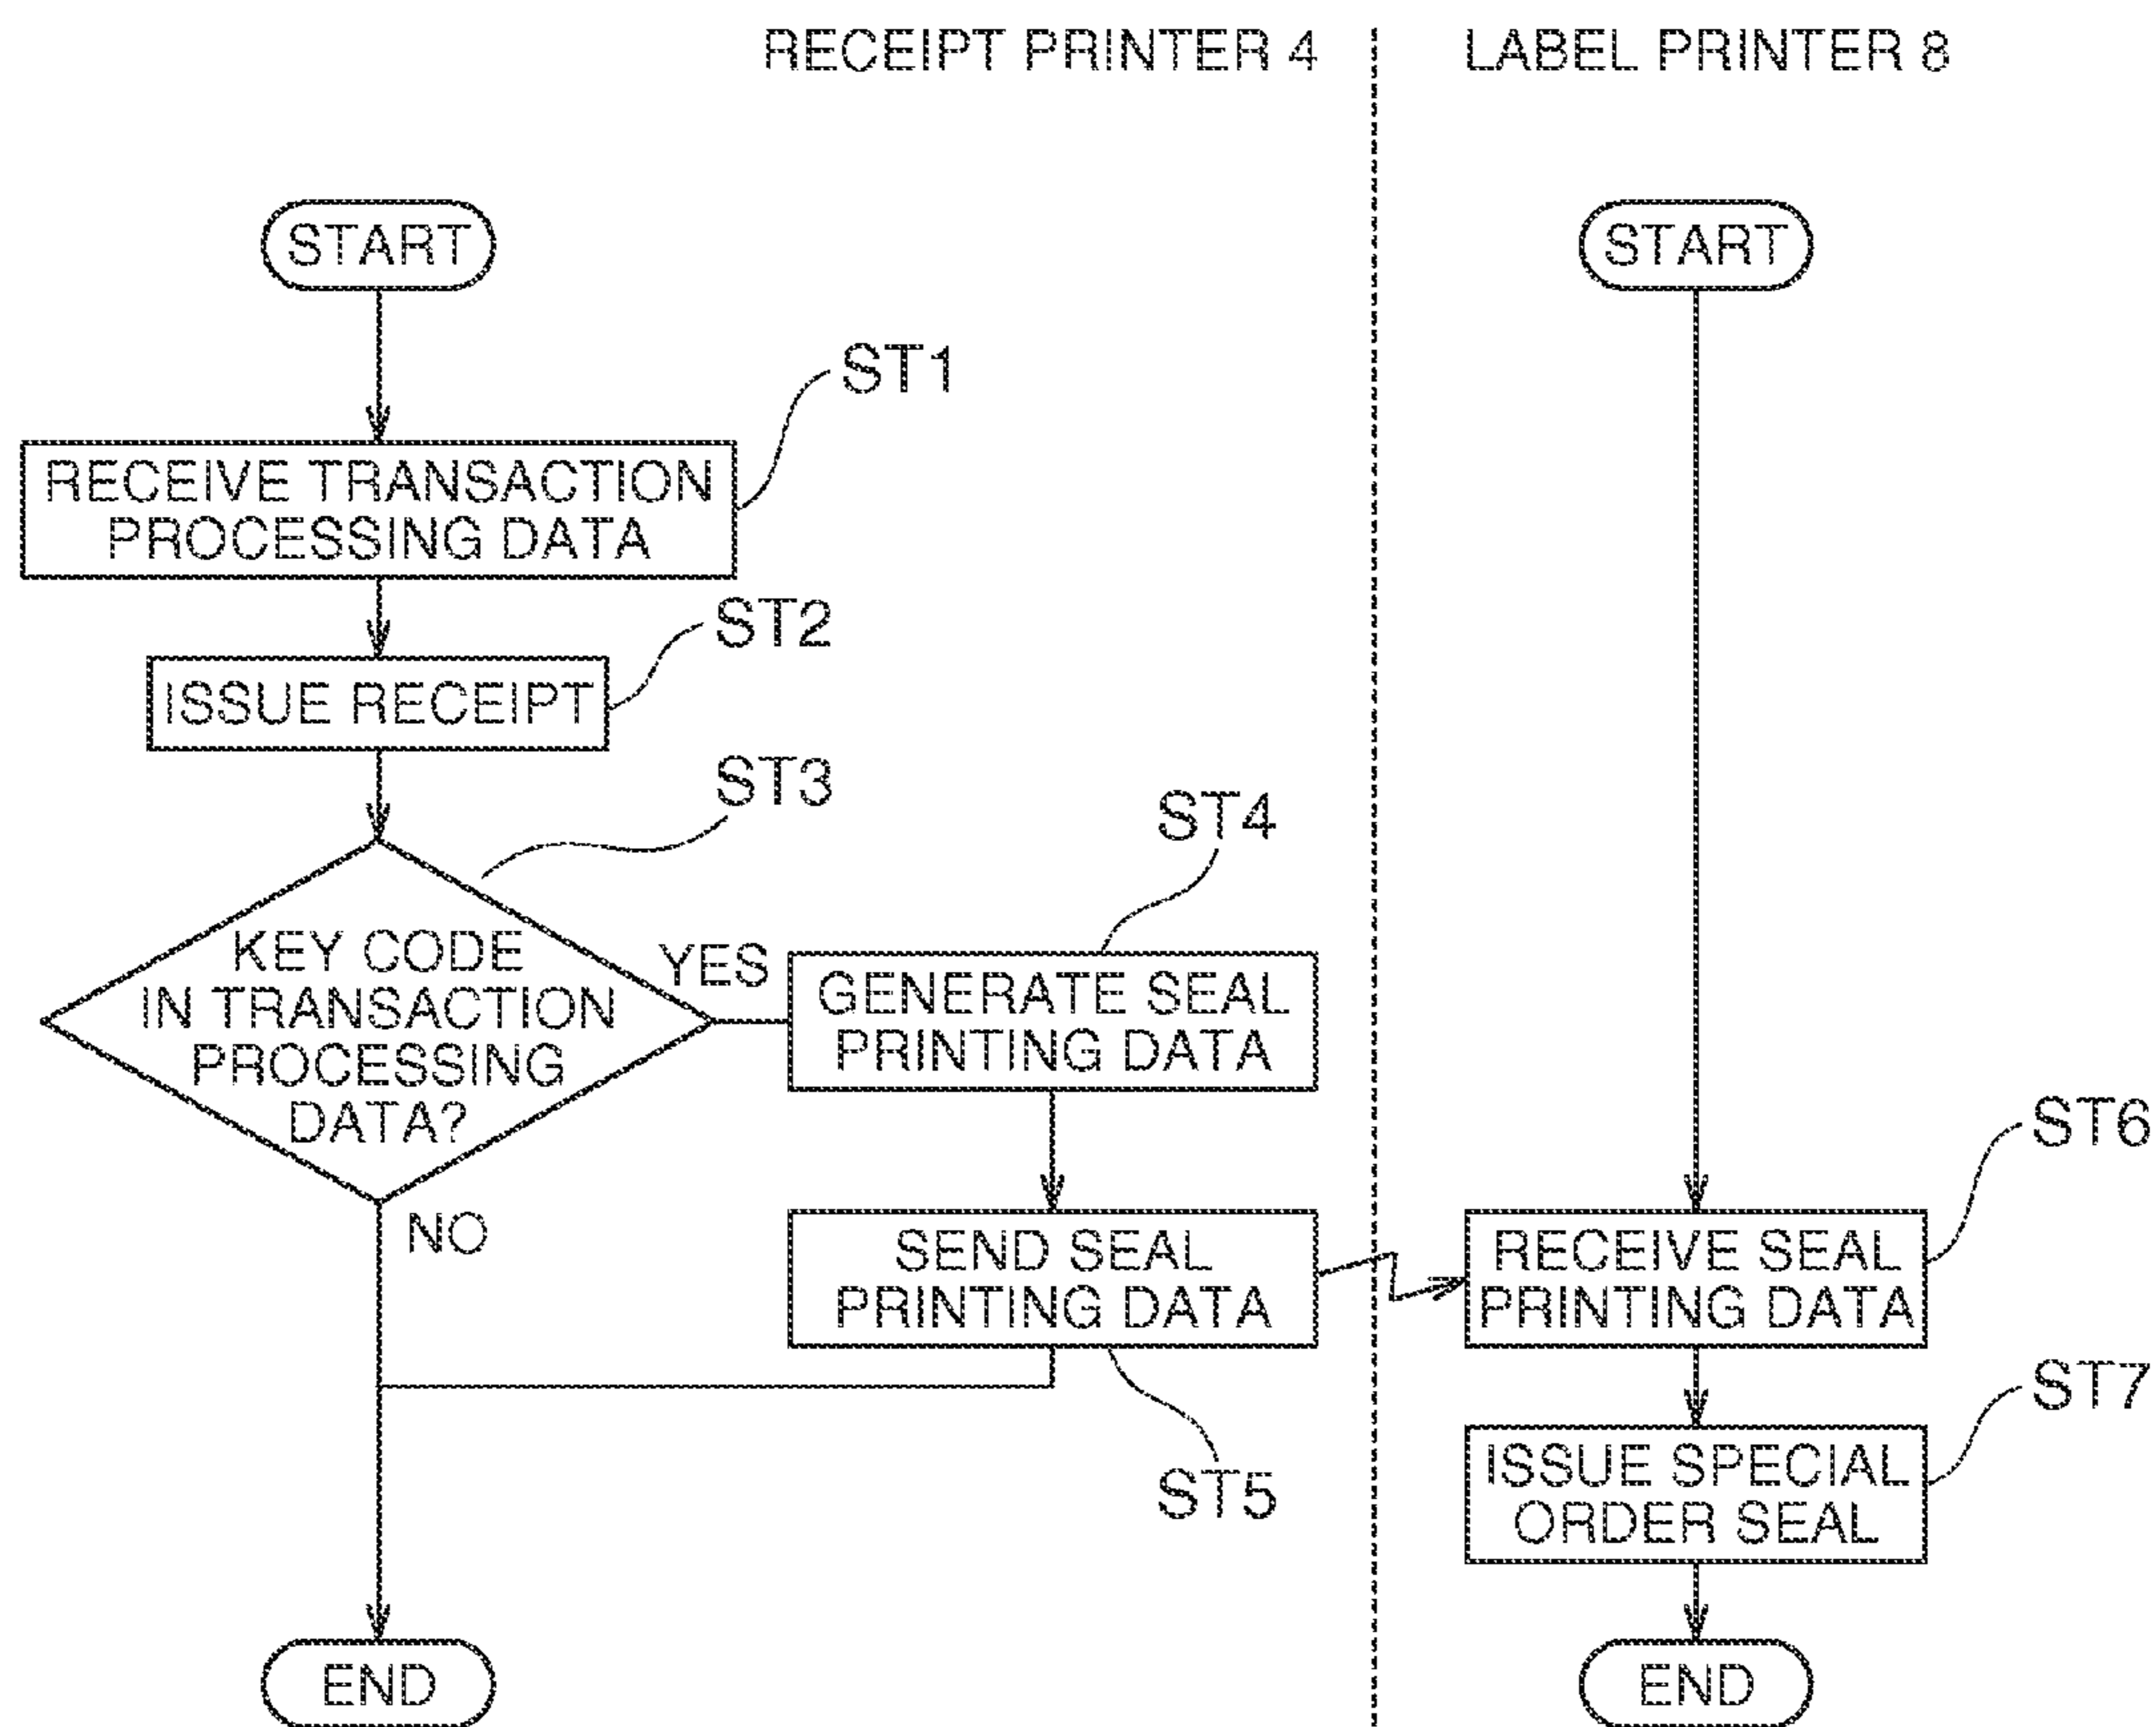 RECEIPT PRINTER 4
LABEL PRINTER 8
START
START
ST1
RECEIVE TRANSACTION
PROCESSING DATA
ST2
ISSUE RECEIPT
ST3
ST4
KEY CODE
IN TRANSACTION
PROCESSING
DATA?
YES
GENERATE SEAL
PRINTING DATA
NO
SEND SEAL
PRINTING DATA
ST5
ST6
RECEIVE SEAL
PRINTING DATA
ST7
ISSUE SPECIAL
ORDER SEAL
END
END